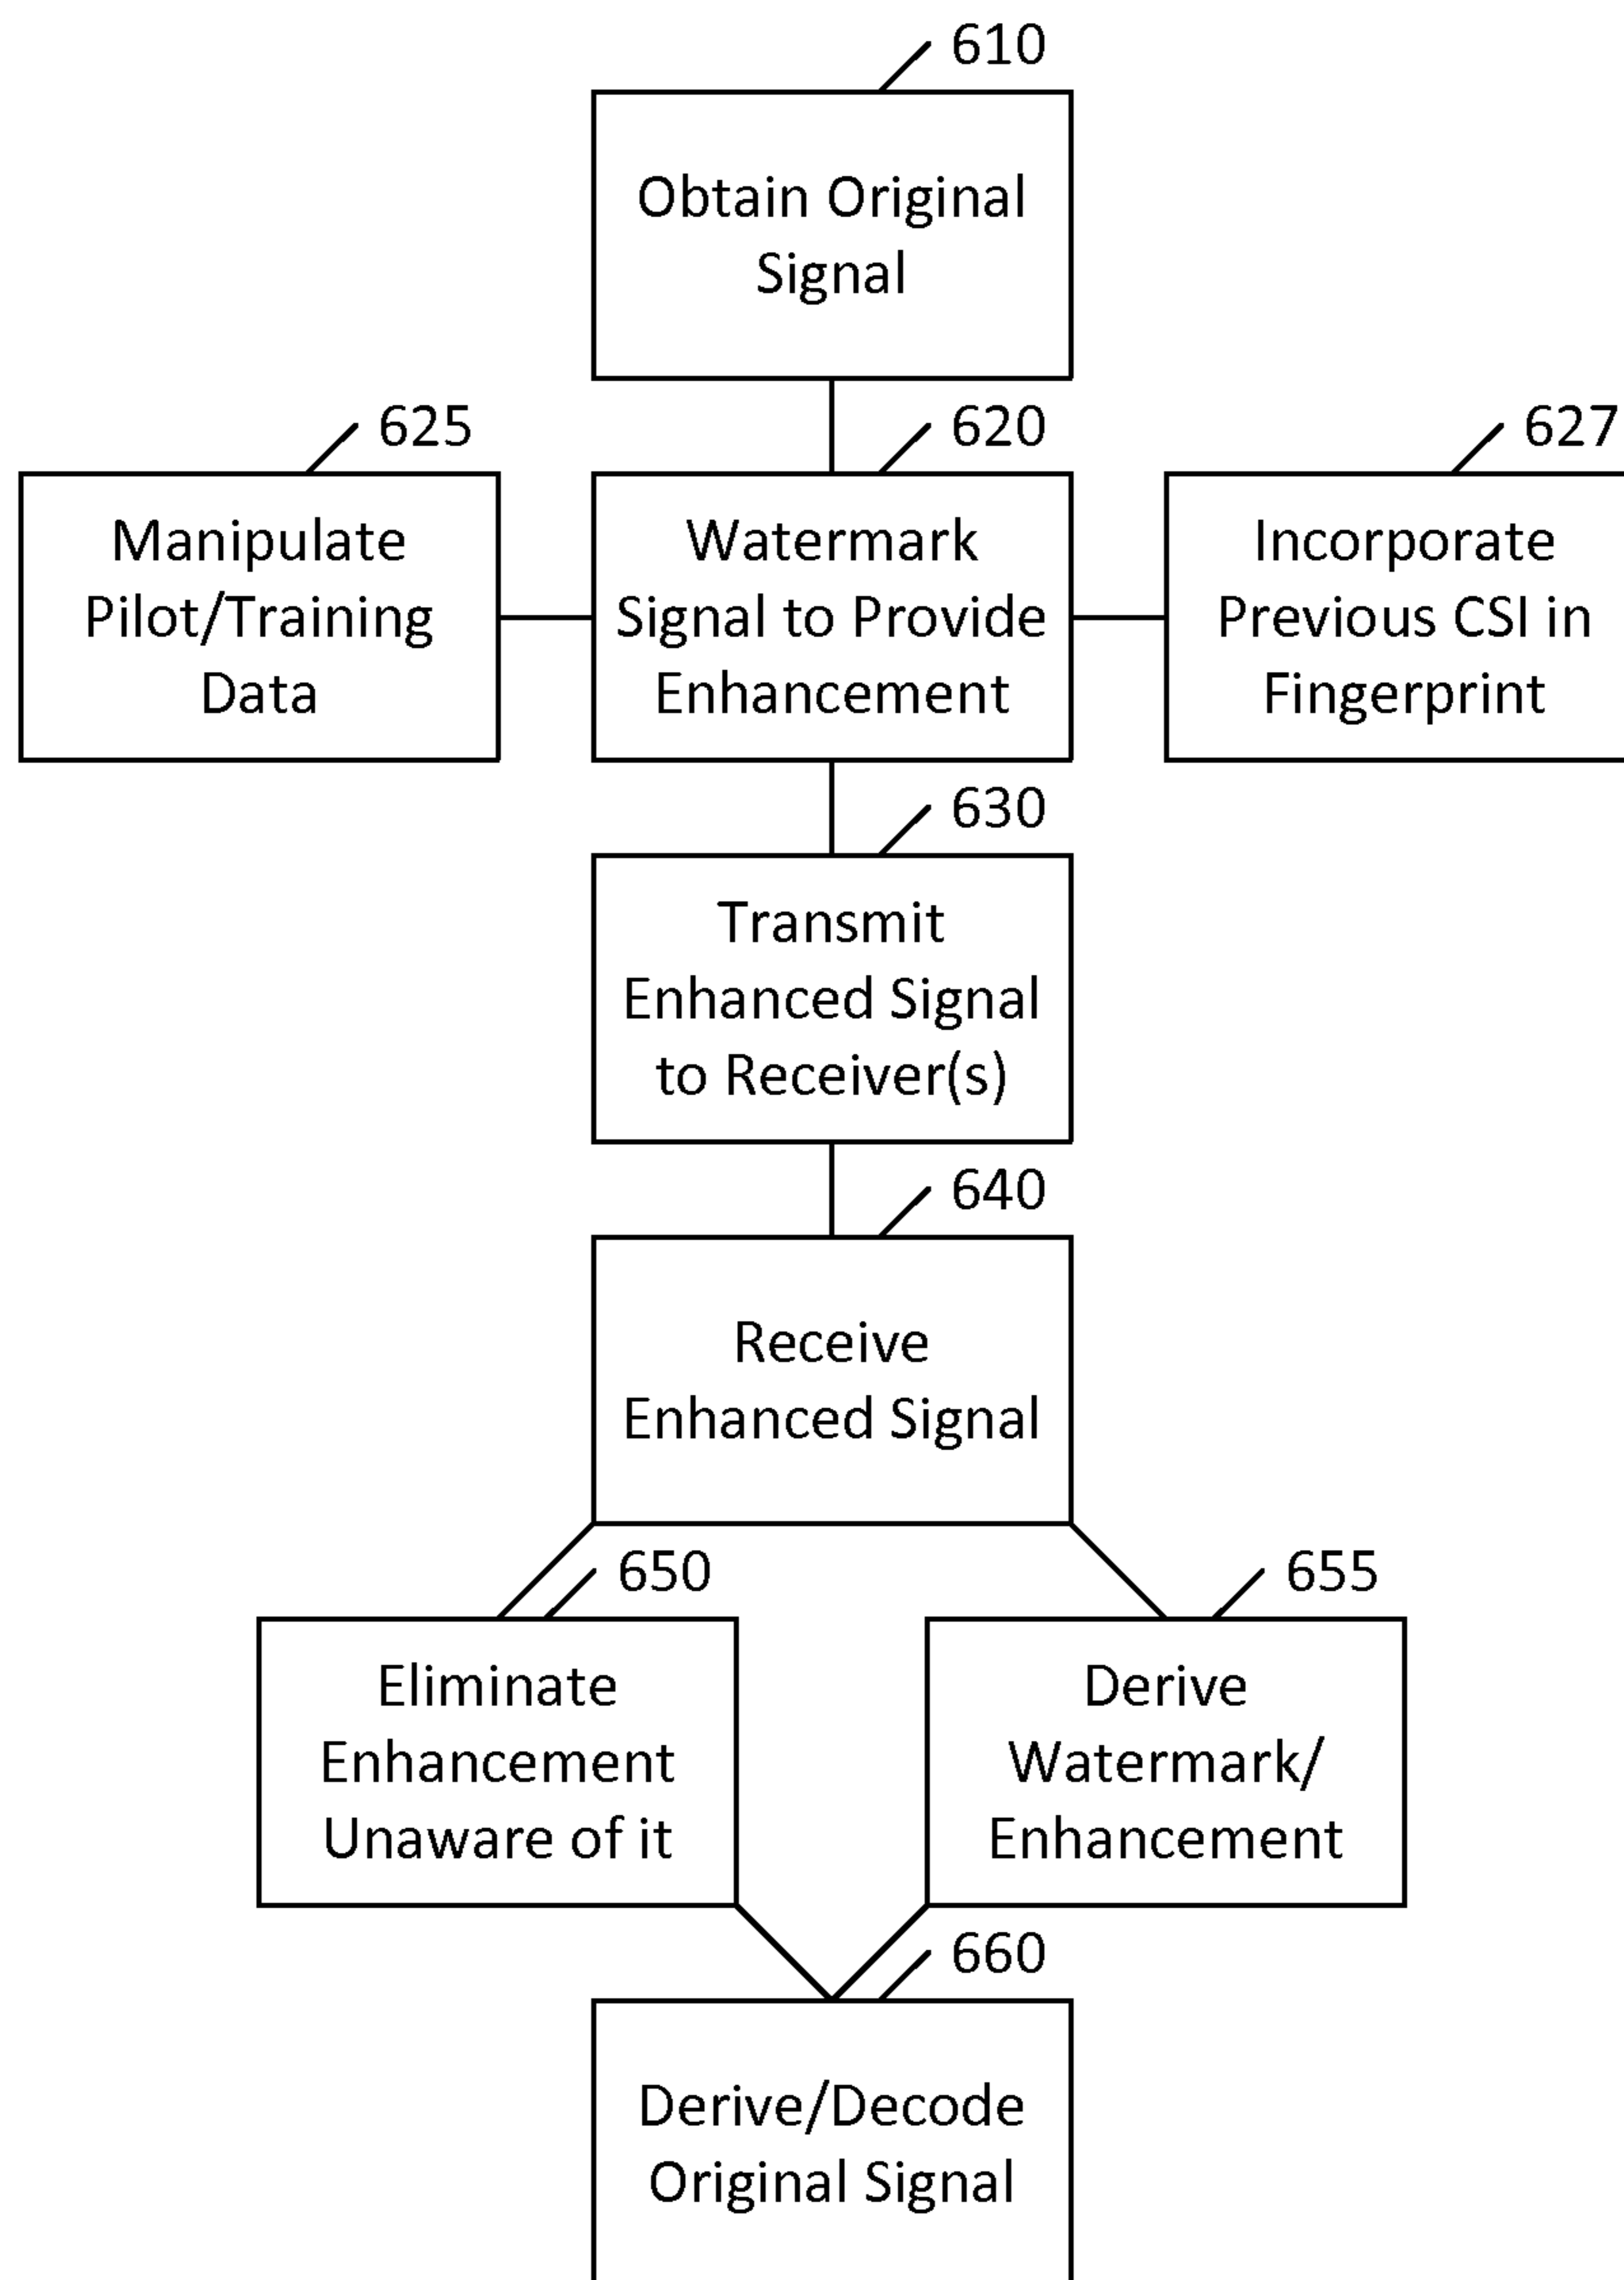 610
Obtain Original
Signal
625
620
627
Manipulate
Pilot/Training
Data
Watermark
Signal to Provide
Enhancement
Incorporate
Previous CSI in
Fingerprint
630
Transmit
Enhanced Signal
to Receiver(s)
640
Receive
Enhanced Signal
650
655
Eliminate
Enhancement
Unaware of it
Derive
Watermark/
Enhancement
660
Derive/Decode
Original Signal